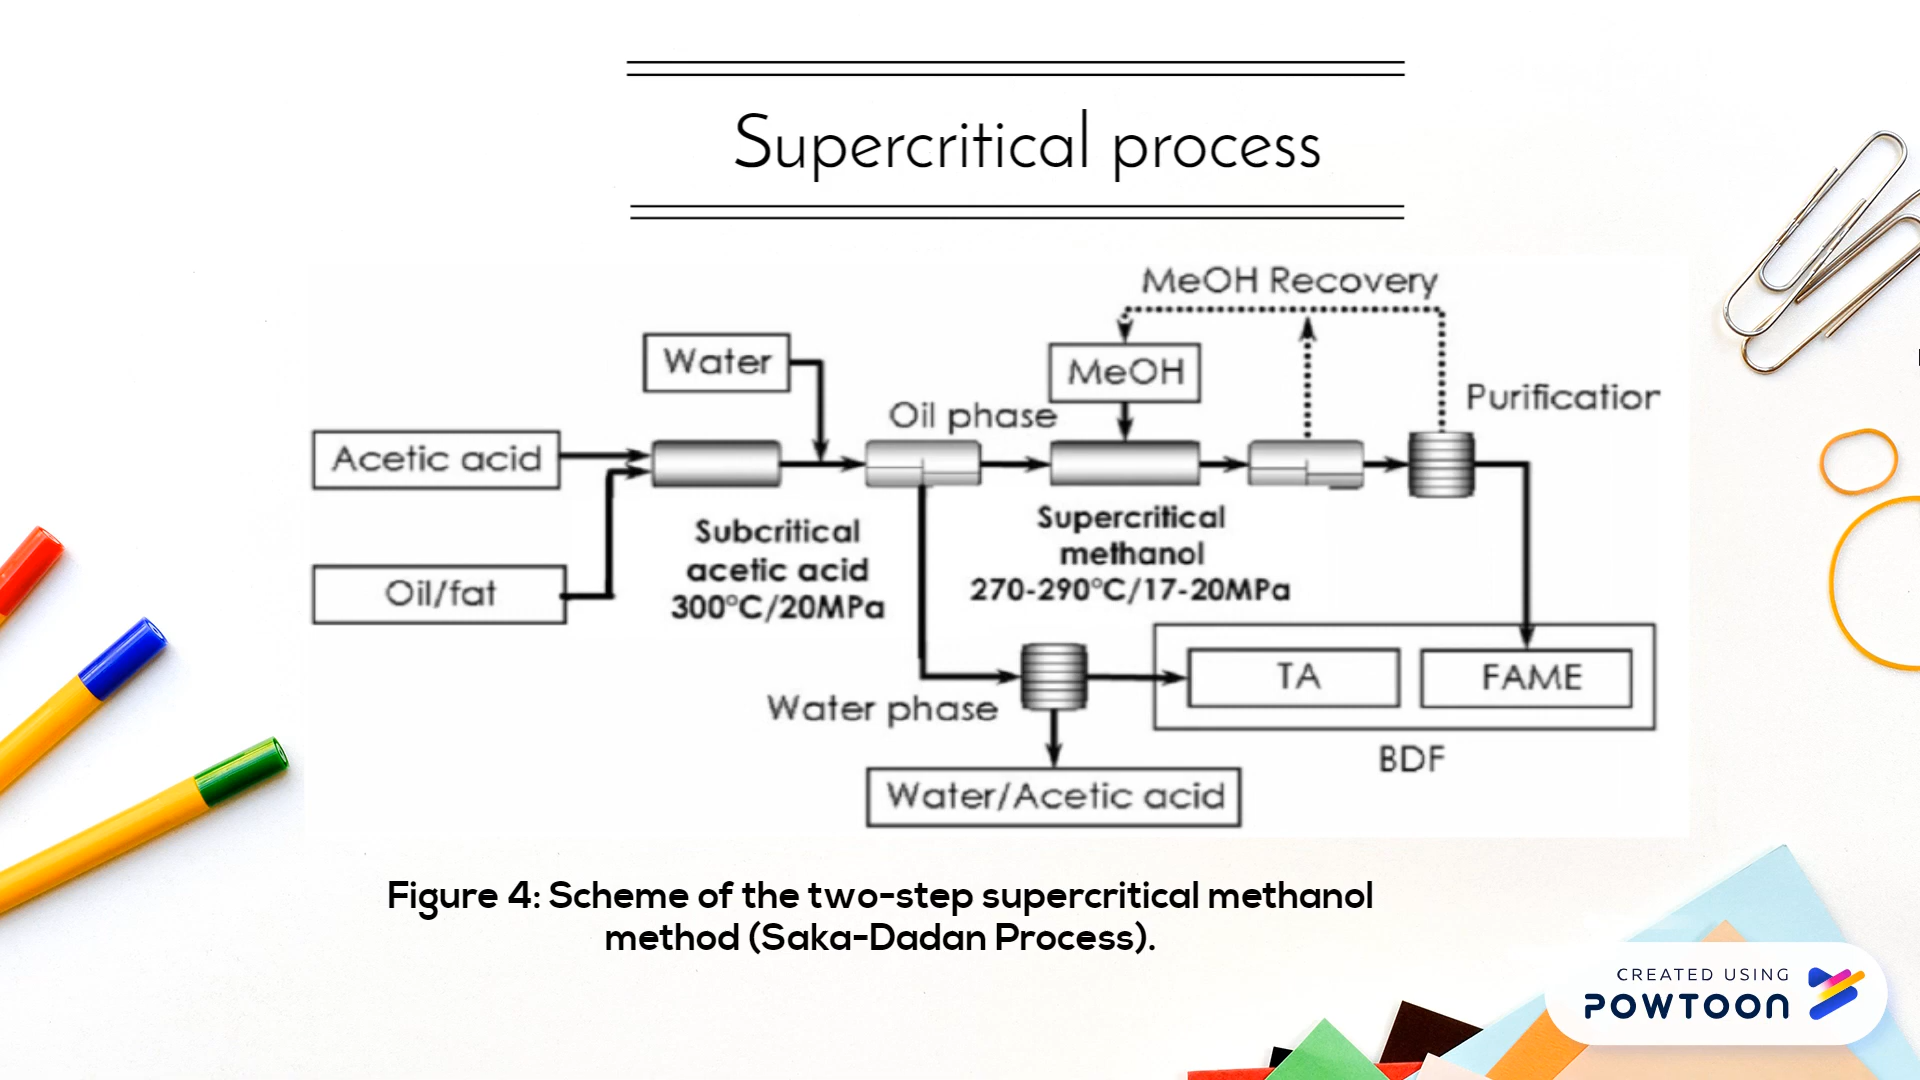 Supercritical process
MeOH Recovery
Water
MeOH
Purification
Oil phase
Acetic acid
Subcritical
acetic acid
300°C/20MPa
Supercritical
methanol
270-290°C/17-20MPa
Oil/fat
TA
FAME
Water phase
BDF
Water/Acetic acid
Figure 4: Scheme of the two-step supercritical methanol
method (Saka-Dadan Process).
CREATED USING
POWTOON